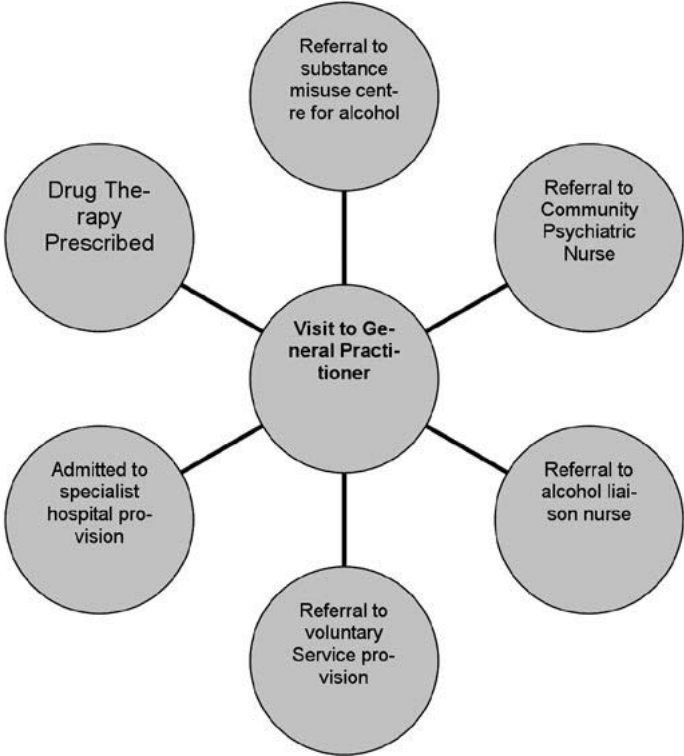 Referral to
substance
misuse cent-
re for alcohol
Drug The-
rapy
Prescribed
Referral to
Community
Psychiatric
Nurse
Visit to Ge-
neral Practi-
tioner
Admitted to
specialist
hospital pro-
vision
Referral to
alcohol liai-
son nurse
Referral to
voluntary
Service pro-
vision